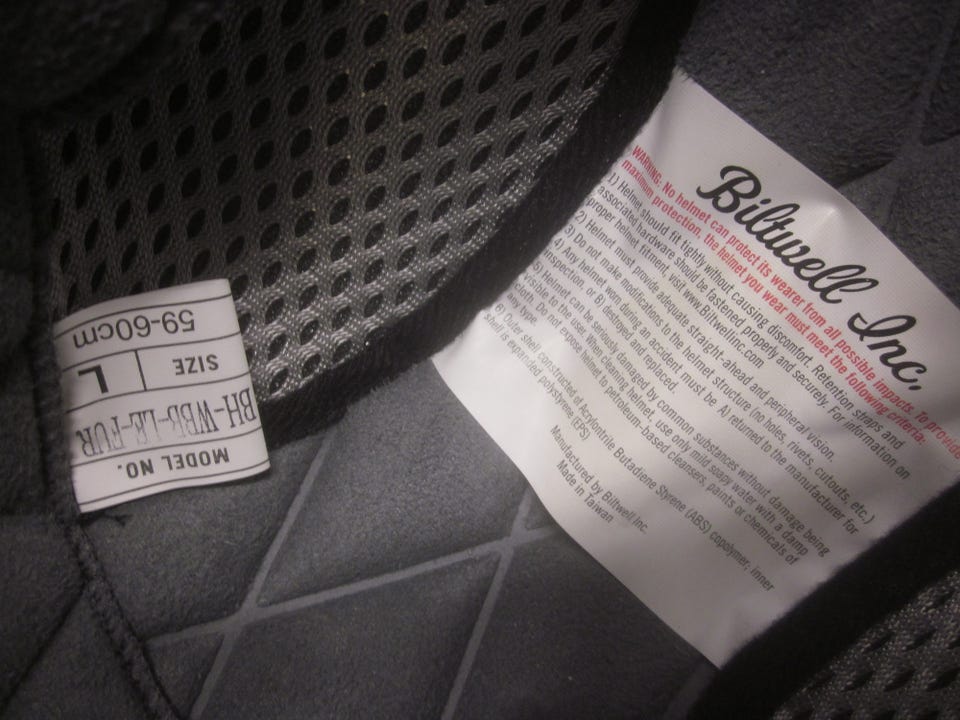 Biltwell Inc.
WARNING: No helmet can protect its wearer from all possible impacts. To provide
maximum protection, the helmet you wear must meet the following criteria.
1) Helmet should fit tightly without causing discomfort. Retention straps and
associated hardware should be fastened properly and securely. For information on
proper helmet fitment, visit www.BiltwellInc.com
2) Helmet must provide adequate straight-ahead and peripheral vision.
3) Do not make modifications to the helmet structure (no holes, rivets, cutouts, etc.)
4) Any helmet worn during an accident must be A) returned to the manufacturer for
inspection, or B) destroyed and replaced.
5) Helmet can be seriously damaged by common substances without damage being
visible to the user. When cleaning helmet, use only mild soapy water with a damp
cloth. Do not expose helmet to petroleum-based cleansers, paints or chemicals of
any type.
6) Outer shell constructed of Acrylontrile Butadiene Styrene (ABS) copolymer; inner
shell is expanded polystyrene (EPS)
Manufactured by Biltwell Inc.
Made in Taiwan
MODEL NO.
BH-WBB-LE-FUR
SIZE L
59-60cm